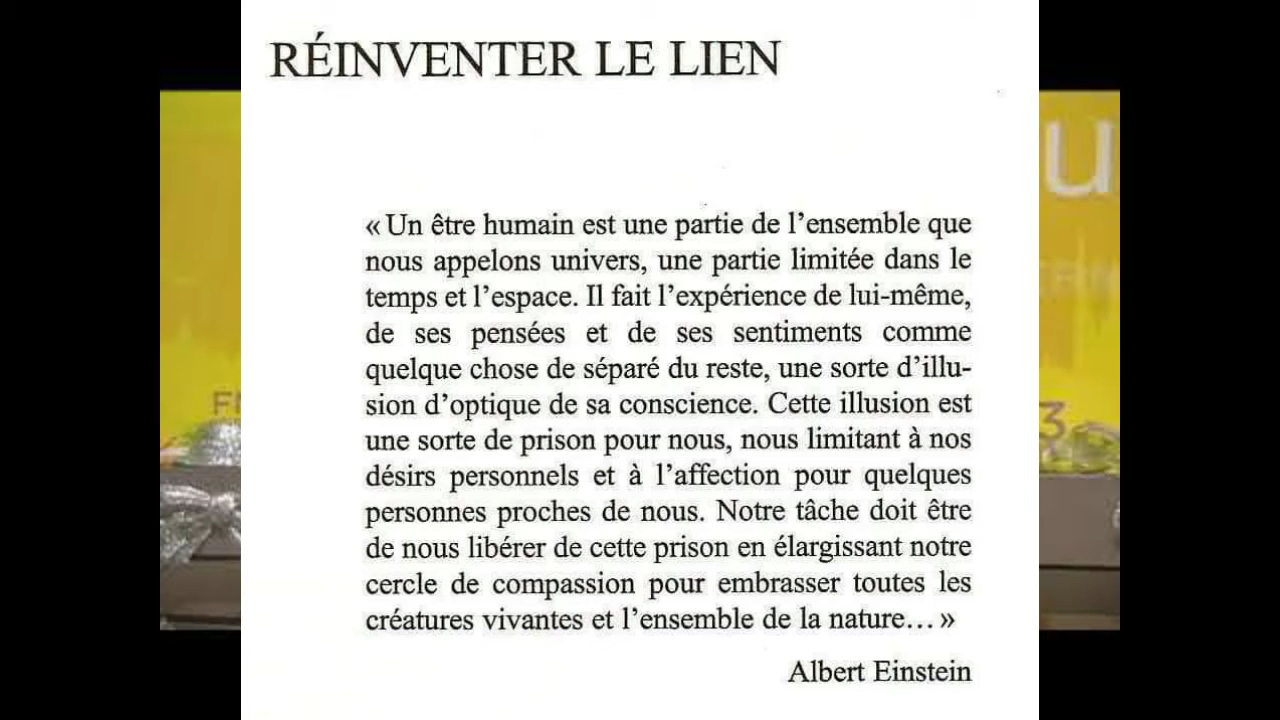 RÉINVENTER LE LIEN
« Un être humain est une partie de l’ensemble que
nous appelons univers, une partie limitée dans le
temps et l’espace. Il fait l’expérience de lui-même,
de ses pensées et de ses sentiments comme
quelque chose de séparé du reste, une sorte d’illu-
sion d’optique de sa conscience. Cette illusion est
une sorte de prison pour nous, nous limitant à nos
désirs personnels et à l’affection pour quelques
personnes proches de nous. Notre tâche doit être
de nous libérer de cette prison en élargissant notre
cercle de compassion pour embrasser toutes les
créatures vivantes et l’ensemble de la nature… »
Albert Einstein